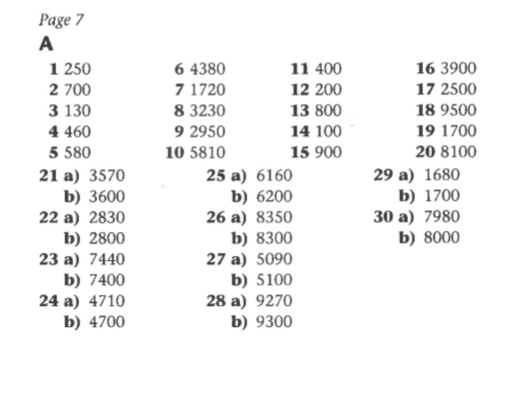 Page 7
A
1 250 6 4380 11 400 16 3900
2 700 7 1720 12 200 17 2500
3 130 8 3230 13 800 18 9500
4 460 9 2950 14 100 19 1700
5 580 10 5810 15 900 20 8100
21 a) 3570 25 a) 6160 29 a) 1680
b) 3600 b) 6200 b) 1700
22 a) 2830 26 a) 8350 30 a) 7980
b) 2800 b) 8300 b) 8000
23 a) 7440 27 a) 5090
b) 7400 b) 5100
24 a) 4710 28 a) 9270
b) 4700 b) 9300